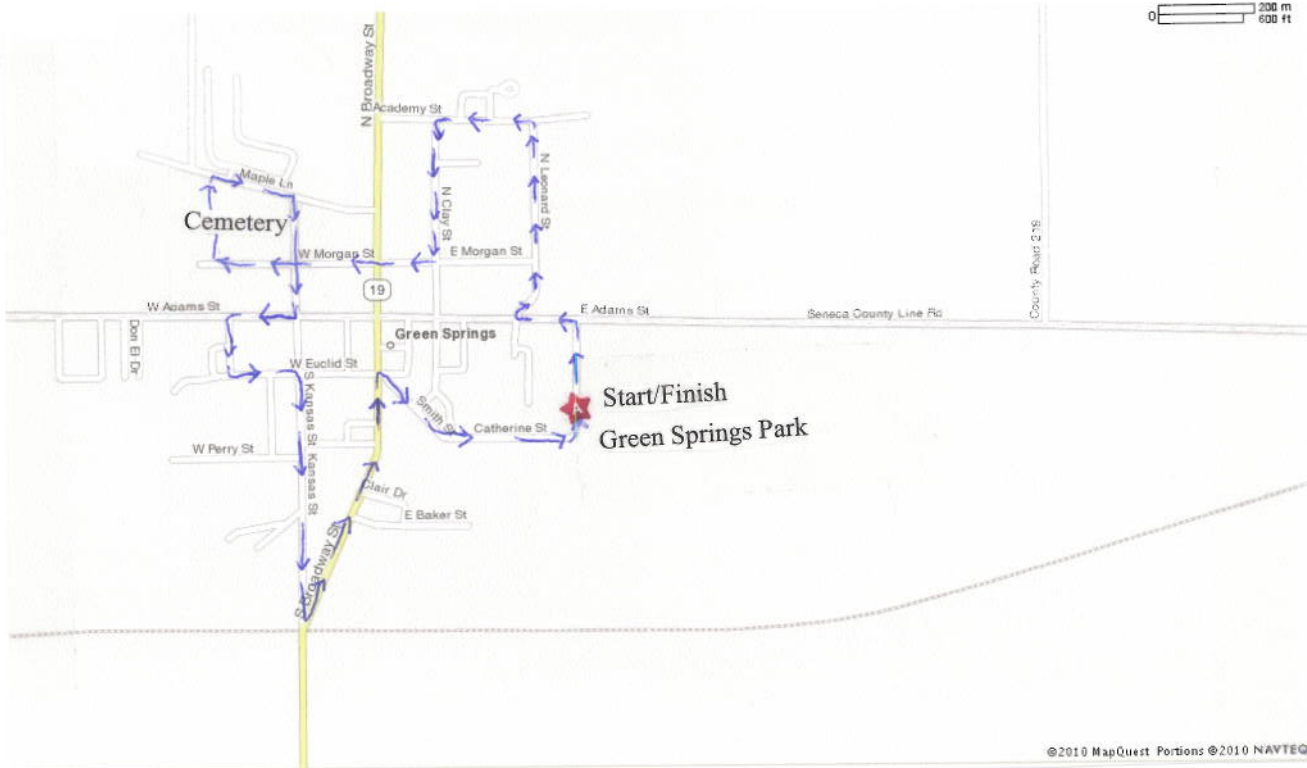 200 m
0
600 ft
N Broadway St
Academy St
N Leonard St
Maple Ln
N Clay St
Cemetery
W Morgan St
E Morgan St
County Road 219
19
W Adams St
E Adams St
Seneca County Line Rd
Don El Dr
Green Springs
W Euclid St
S Kansas St
Smith St
A
Start/Finish
Catherine St
Green Springs Park
W Perry St
Kansas St
Clair Dr
E Baker St
S Broadway St
©2010 MapQuest Portions ©2010 NAVTEQ